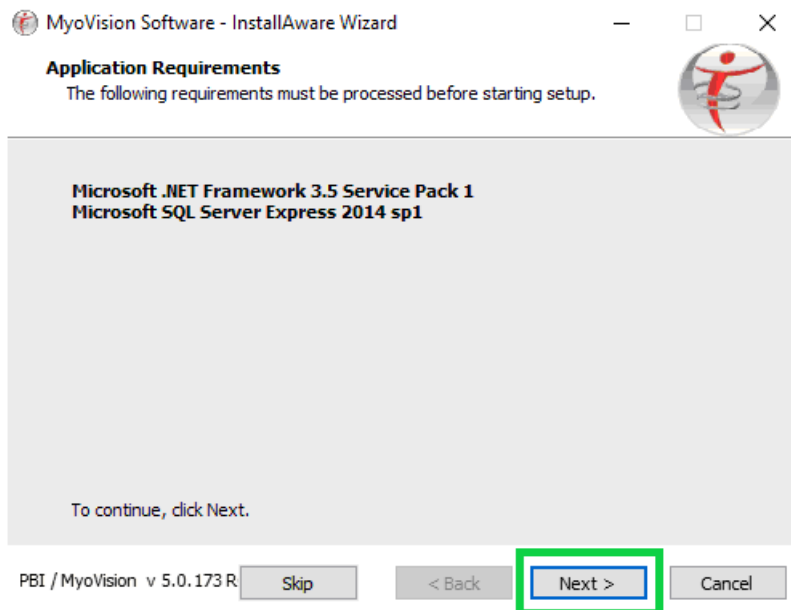 MyoVision Software - InstallAware Wizard
Application Requirements
The following requirements must be processed before starting setup.
Microsoft .NET Framework 3.5 Service Pack 1
Microsoft SQL Server Express 2014 sp1
To continue, click Next.
PBI / MyoVision v 5.0.173 R Skip < Back Next > Cancel